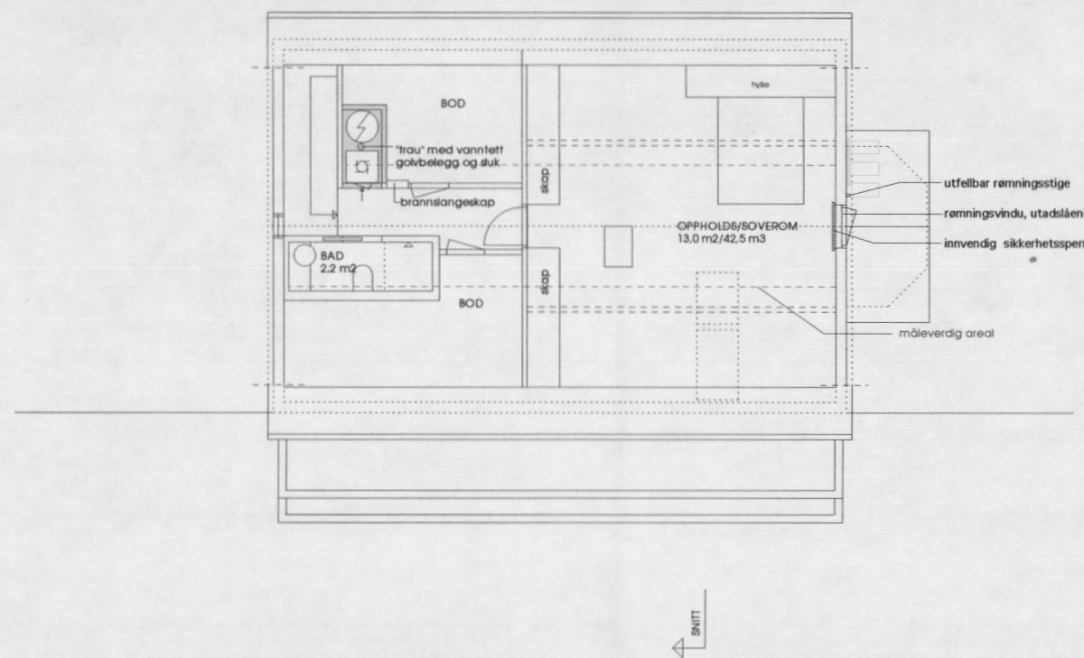 hylle
BOD
"trau" med vanntett
golvbelegg og sluk
skap
brannslangeskap
utfellbar rømningsstige
rømningsvindu, utadslåen
OPPHOLDS/SOVEROM
13,0 m2/42,5 m3
innvendig sikkerhetsspen
BAD
2,2 m2
skap
BOD
måleverdig areal
SNITT